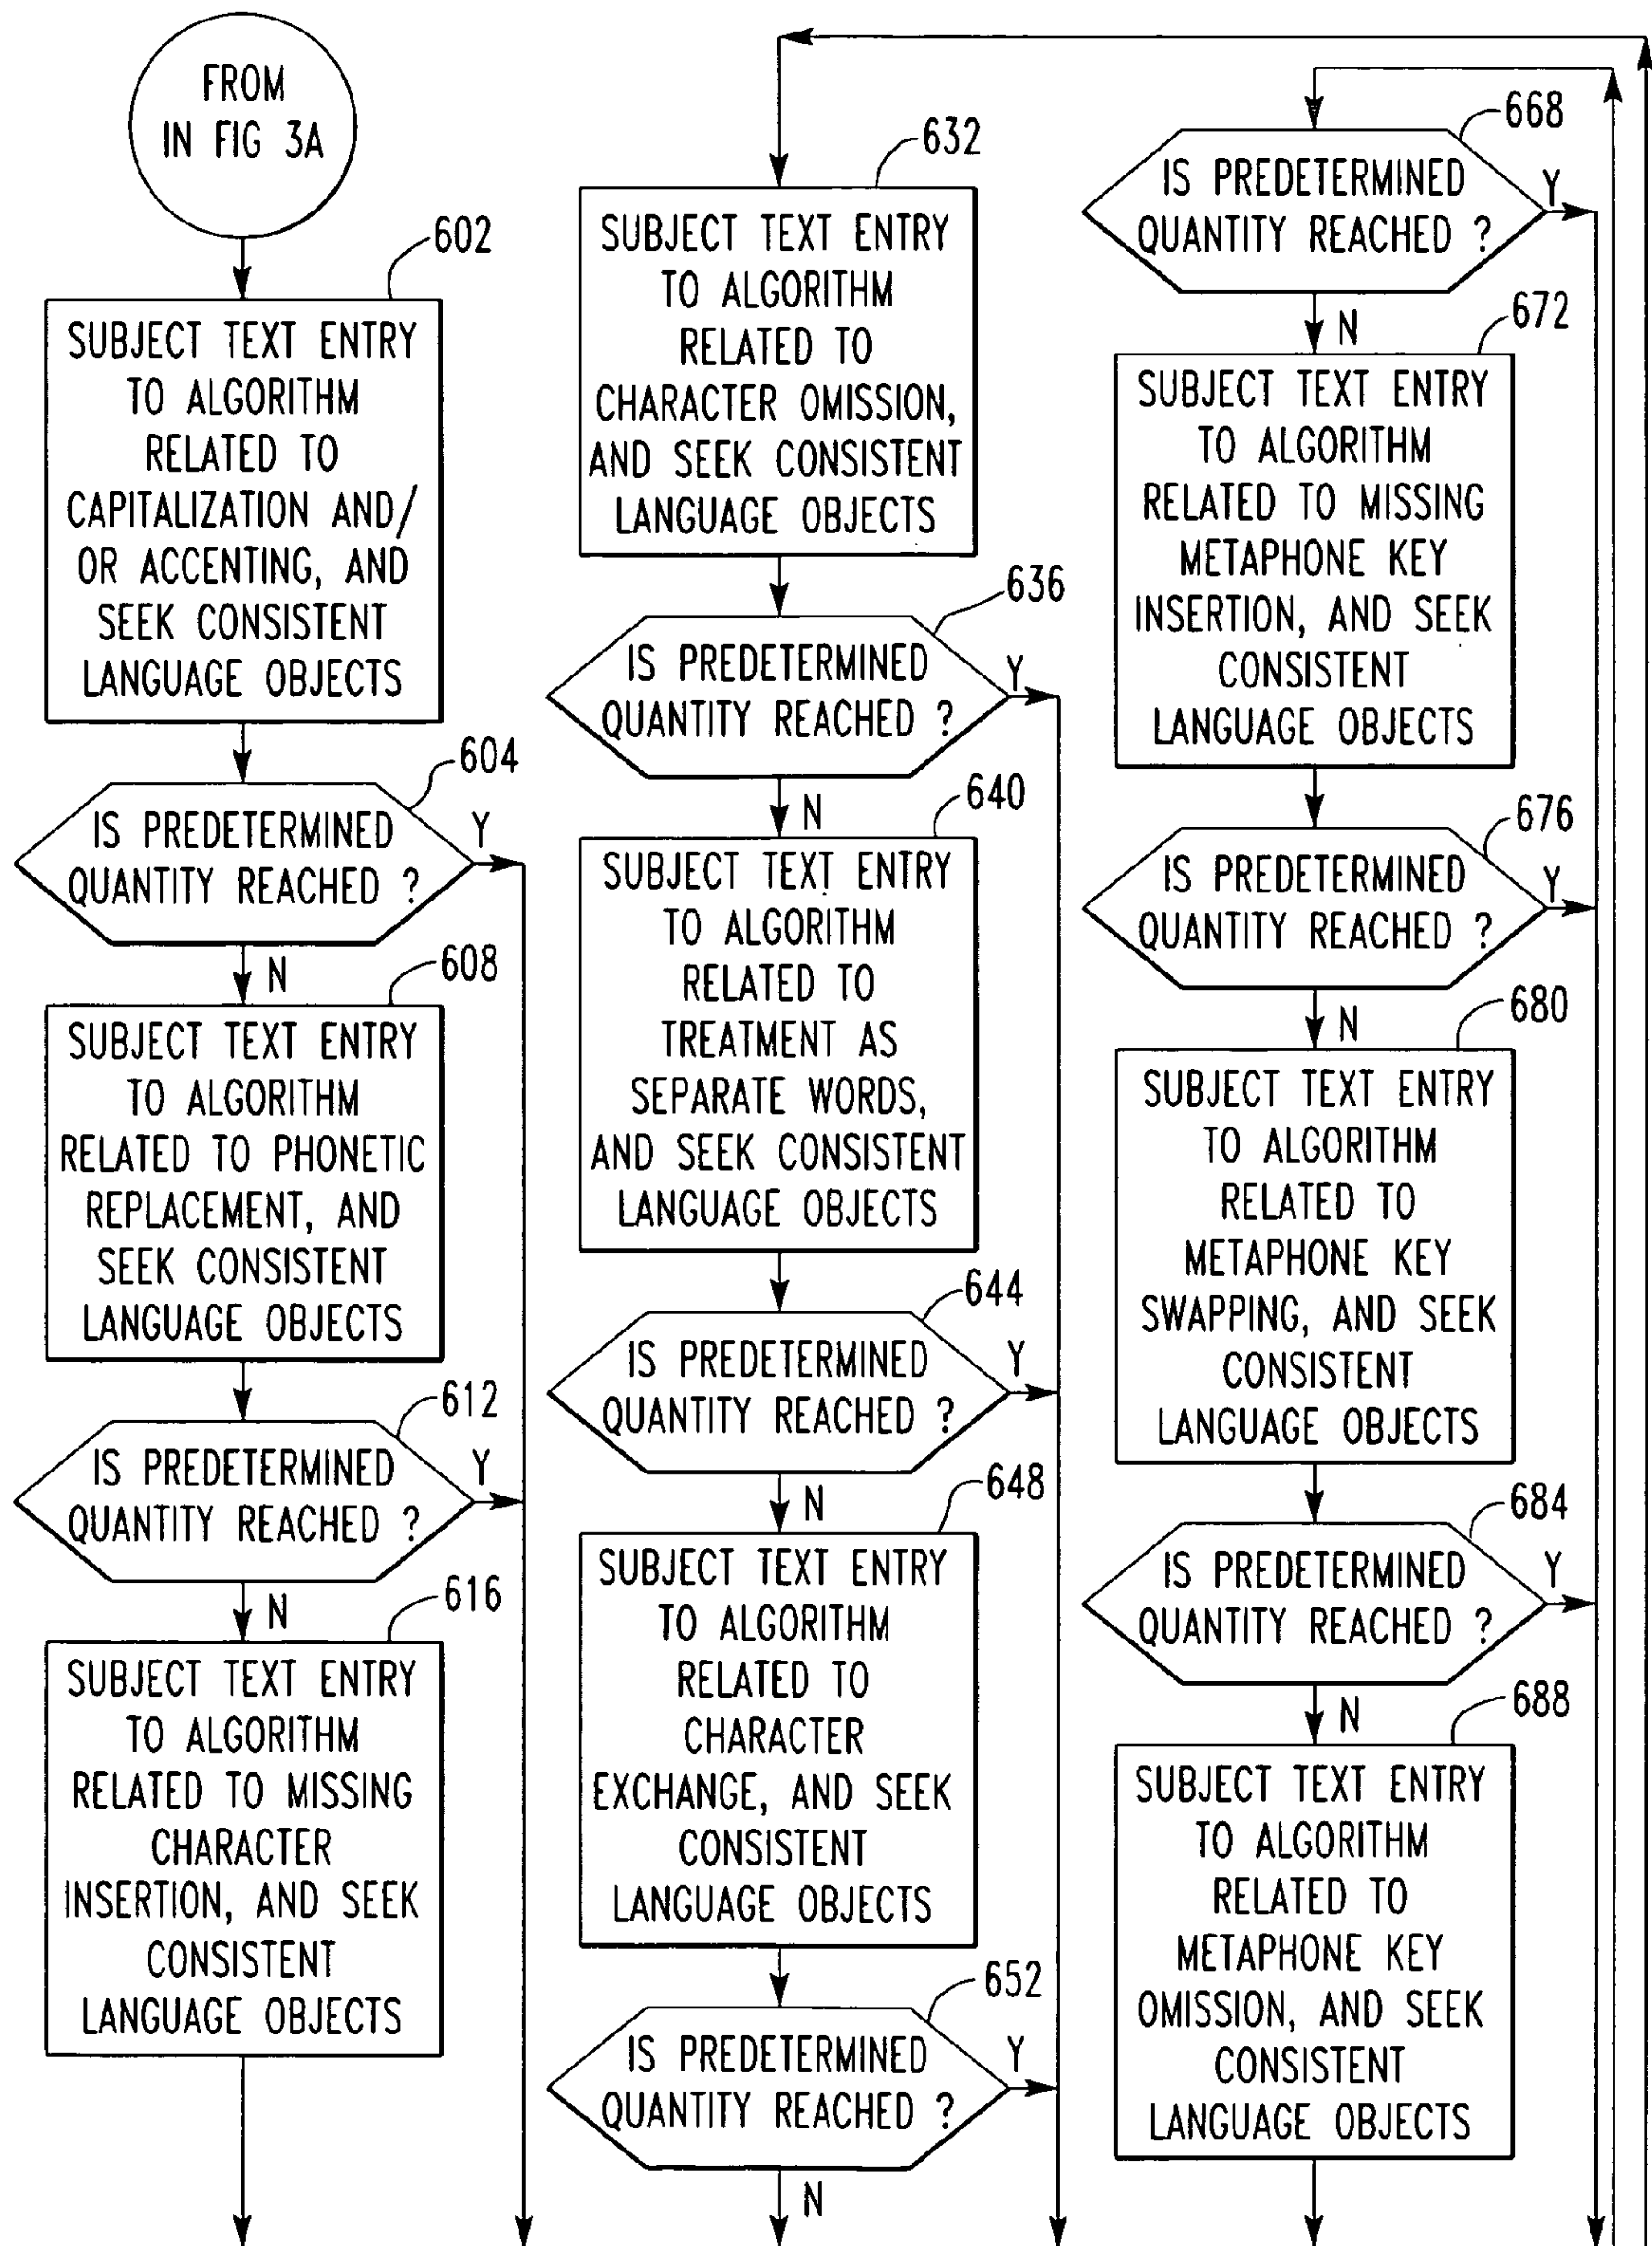 FROM
IN FIG 3A
602
SUBJECT TEXT ENTRY
TO ALGORITHM
RELATED TO
CAPITALIZATION AND/
OR ACCENTING, AND
SEEK CONSISTENT
LANGUAGE OBJECTS
604
IS PREDETERMINED
QUANTITY REACHED ?
Y
N
608
SUBJECT TEXT ENTRY
TO ALGORITHM
RELATED TO PHONETIC
REPLACEMENT, AND
SEEK CONSISTENT
LANGUAGE OBJECTS
612
IS PREDETERMINED
QUANTITY REACHED ?
Y
N
616
SUBJECT TEXT ENTRY
TO ALGORITHM
RELATED TO MISSING
CHARACTER
INSERTION, AND SEEK
CONSISTENT
LANGUAGE OBJECTS
632
SUBJECT TEXT ENTRY
TO ALGORITHM
RELATED TO
CHARACTER OMISSION,
AND SEEK CONSISTENT
LANGUAGE OBJECTS
636
IS PREDETERMINED
QUANTITY REACHED ?
Y
N
640
SUBJECT TEXT ENTRY
TO ALGORITHM
RELATED TO
TREATMENT AS
SEPARATE WORDS,
AND SEEK CONSISTENT
LANGUAGE OBJECTS
644
IS PREDETERMINED
QUANTITY REACHED ?
Y
N
648
SUBJECT TEXT ENTRY
TO ALGORITHM
RELATED TO
CHARACTER
EXCHANGE, AND SEEK
CONSISTENT
LANGUAGE OBJECTS
652
IS PREDETERMINED
QUANTITY REACHED ?
Y
N
668
IS PREDETERMINED
QUANTITY REACHED ?
Y
N
672
SUBJECT TEXT ENTRY
TO ALGORITHM
RELATED TO MISSING
METAPHONE KEY
INSERTION, AND SEEK
CONSISTENT
LANGUAGE OBJECTS
676
IS PREDETERMINED
QUANTITY REACHED ?
Y
N
680
SUBJECT TEXT ENTRY
TO ALGORITHM
RELATED TO
METAPHONE KEY
SWAPPING, AND SEEK
CONSISTENT
LANGUAGE OBJECTS
684
IS PREDETERMINED
QUANTITY REACHED ?
Y
N
688
SUBJECT TEXT ENTRY
TO ALGORITHM
RELATED TO
METAPHONE KEY
OMISSION, AND SEEK
CONSISTENT
LANGUAGE OBJECTS